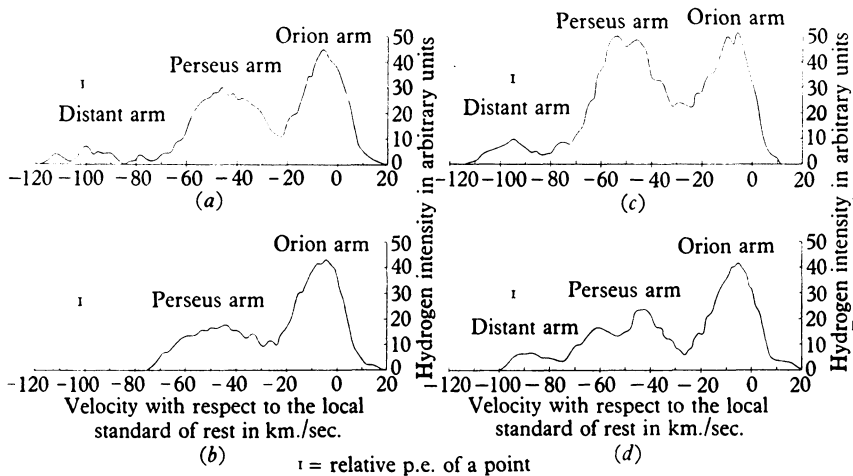 Orion arm
Perseus arm
Distant arm
50
40
30
20
10
0
-120 -100 -80 -60 -40 -20 0 20
(a)
Hydrogen intensity in arbitrary units
Orion arm
Perseus arm
Distant arm
50
40
30
20
10
0
-120 -100 -80 -60 -40 -20 0 20
(c)
Hydrogen intensity in arbitrary units
Orion arm
Perseus arm
50
40
30
20
10
0
-120 -100 -80 -60 -40 -20 0 20
Velocity with respect to the local
standard of rest in km./sec.
(b)
Orion arm
Perseus arm
Distant arm
50
40
30
20
10
0
-120 -100 -80 -60 -40 -20 0 20
Velocity with respect to the local
standard of rest in km./sec.
(d)
I = relative p.e. of a point